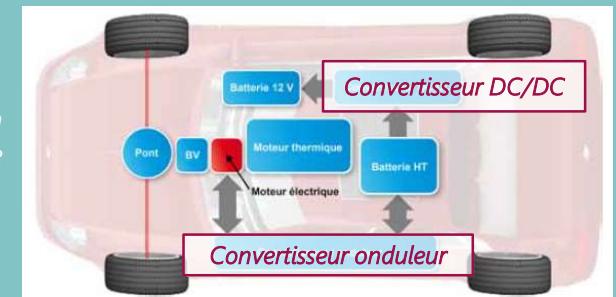 Convertisseur DC/DC
Batterie 12 V
Pont
BV
Moteur thermique
Batterie HT
Moteur électrique
Convertisseur onduleur